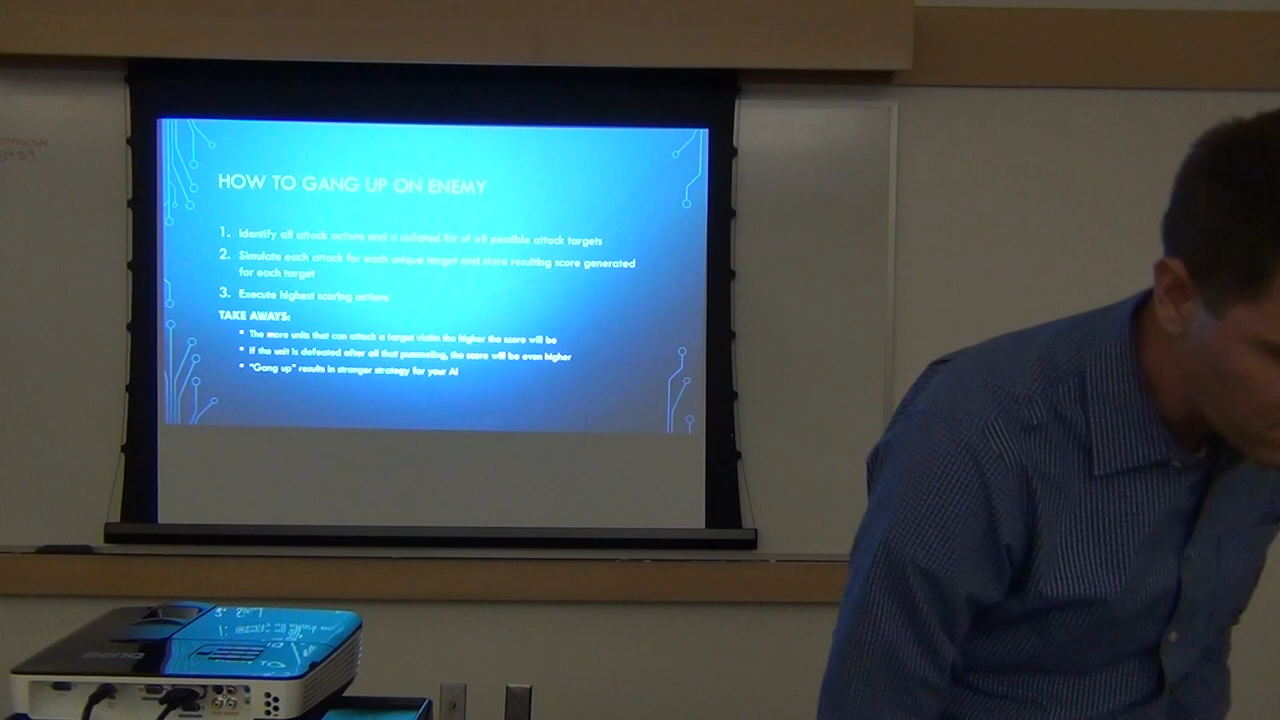 HOW TO GANG UP ON ENEMY
1. Identify all attack actions and a collated list of all possible attack targets
2. Simulate each attack for each unique target and store resulting score generated
for each target
3. Execute highest scoring actions
TAKE AWAYS:
• The more units that can attack a target victim the higher the score will be
• If the unit is defeated after all that pummeling, the score will be even higher
• "Gang up" results in stronger strategy for your AI
BenQ